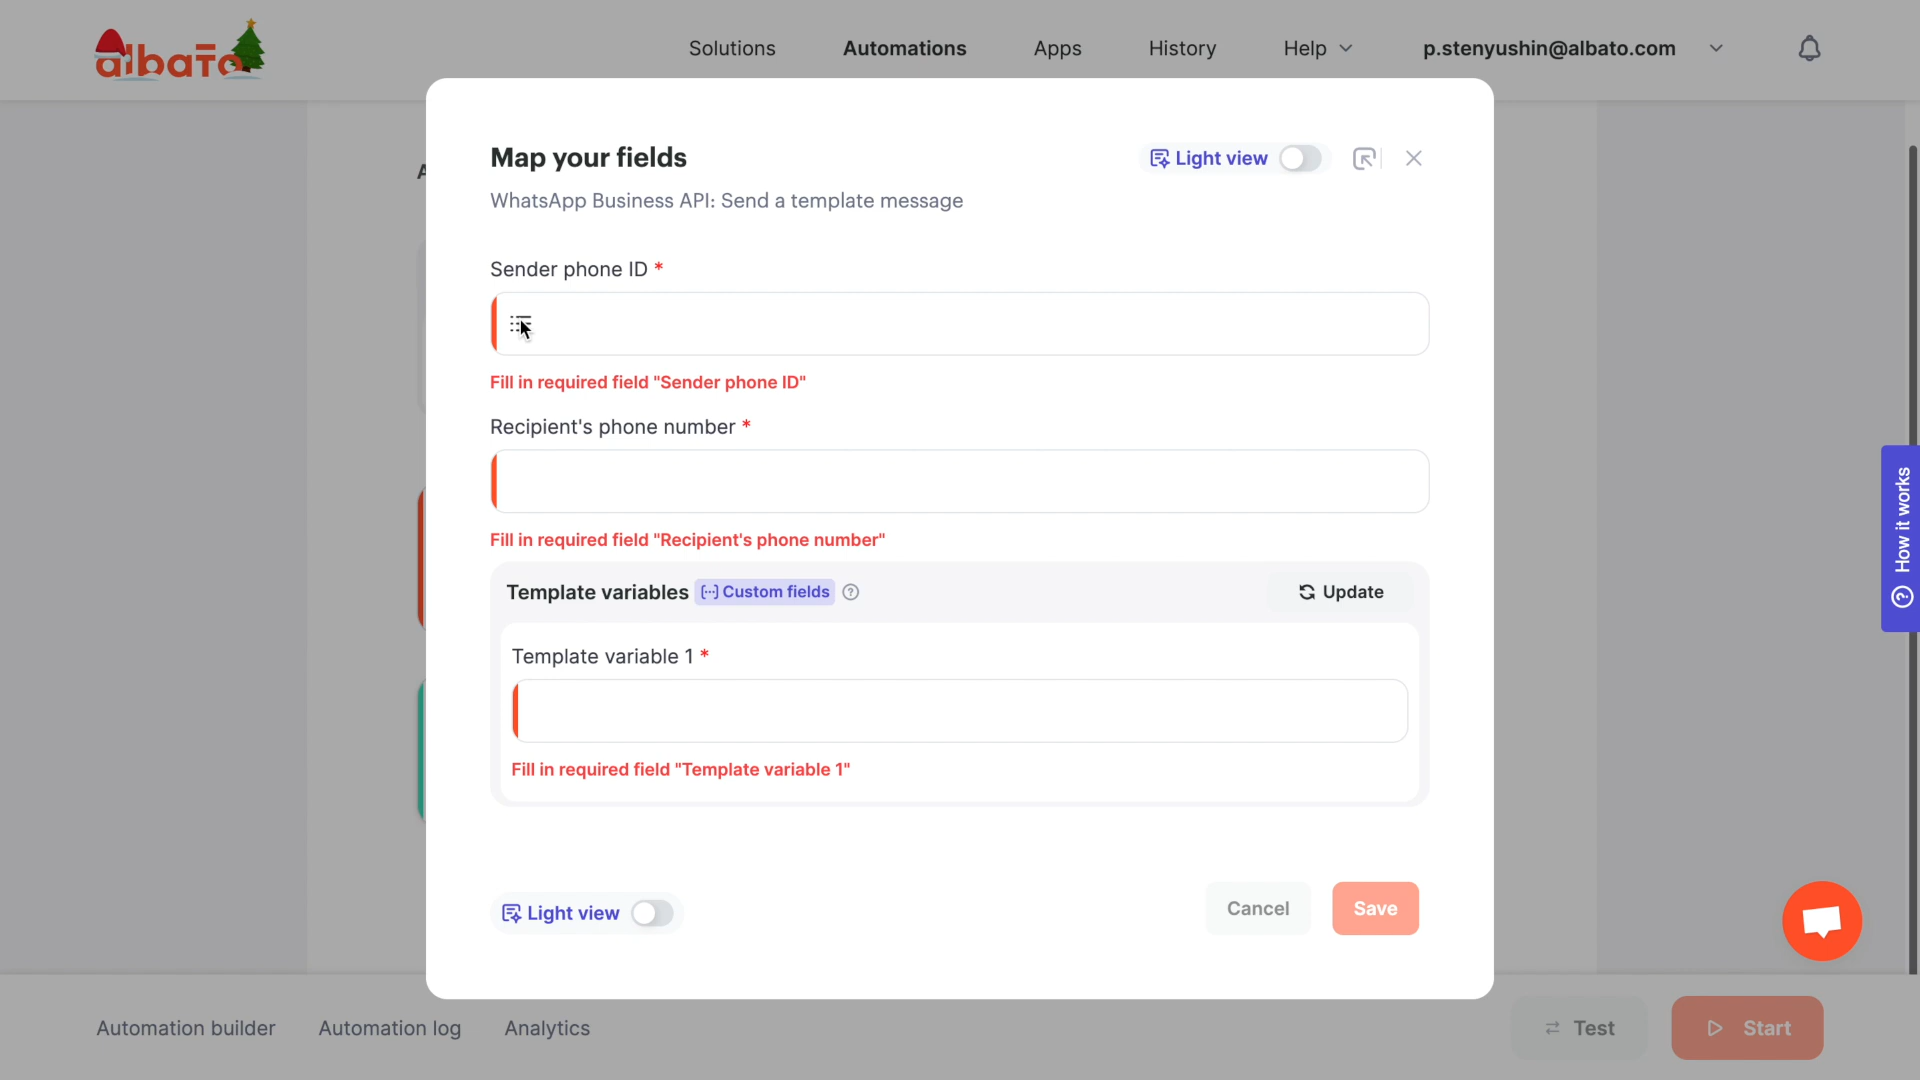 albato
Solutions
Automations
Apps
History
Help
p.stenyushin@albato.com
Map your fields
Light view
WhatsApp Business API: Send a template message
Sender phone ID *
Fill in required field "Sender phone ID"
Recipient's phone number *
Fill in required field "Recipient's phone number"
Template variables
Custom fields
Update
Template variable 1 *
Fill in required field "Template variable 1"
Light view
Cancel
Save
How it works
Automation builder
Automation log
Analytics
Test
Start